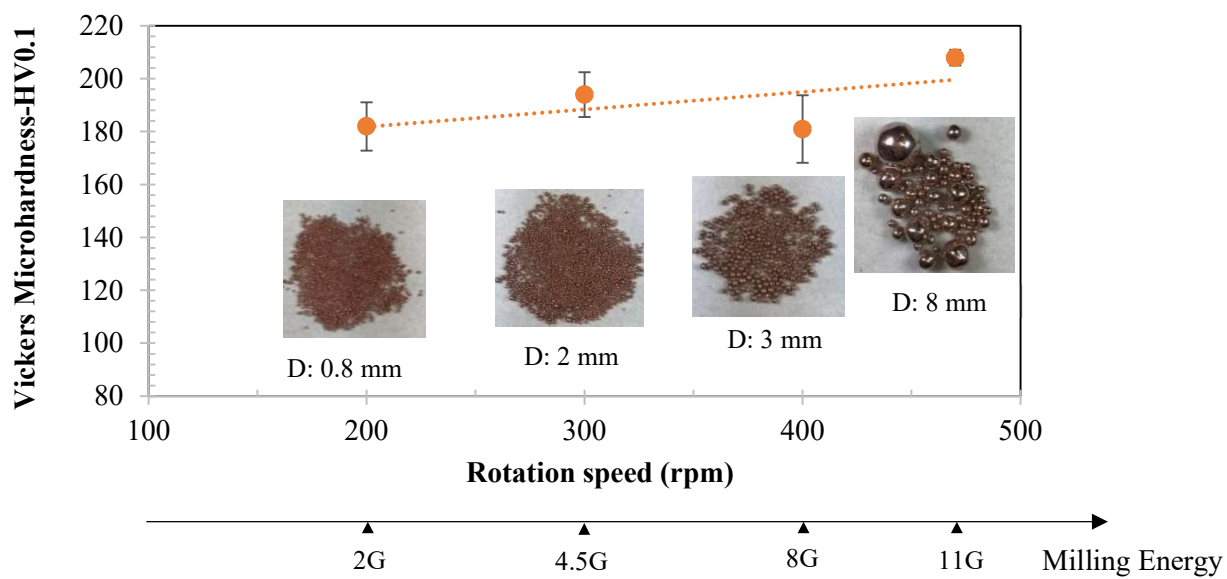 Vickers Microhardness-HV0.1
220
200
180
160
140
120
100
80
D: 0.8 mm
D: 2 mm
D: 3 mm
D: 8 mm
100
200
300
400
500
Rotation speed (rpm)
2G
4.5G
8G
11G
Milling Energy